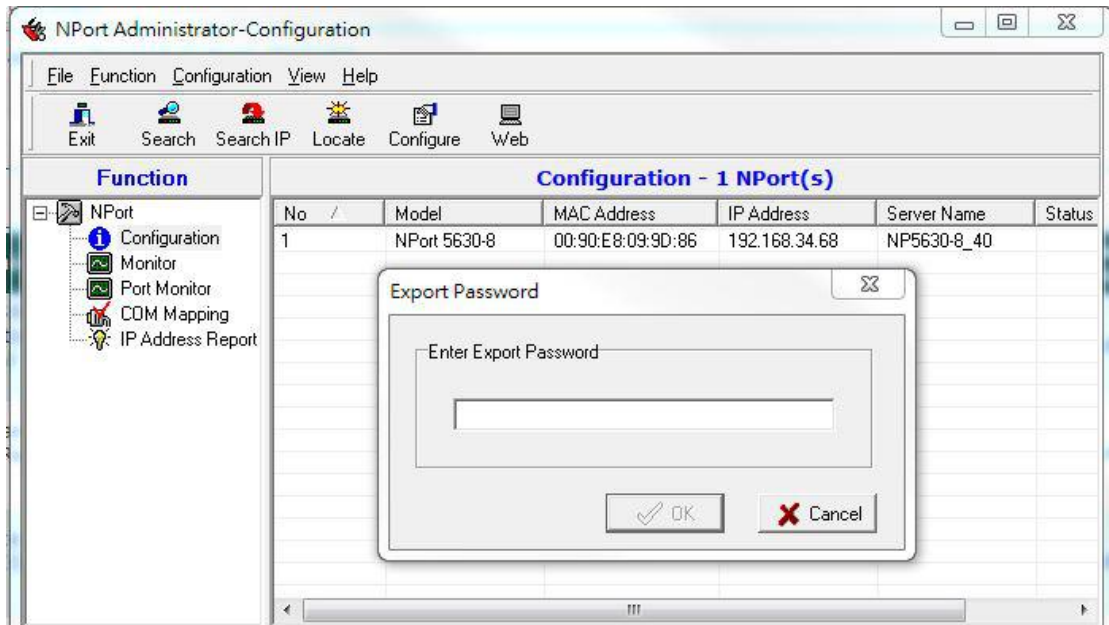 NPort Administrator-Configuration
File Function Configuration View Help
Exit Search Search IP Locate Configure Web
Function
Configuration - 1 NPort(s)
NPort
Configuration
Monitor
Port Monitor
COM Mapping
IP Address Report
No Model MAC Address IP Address Server Name Status
1 NPort 5630-8 00:90:E8:09:9D:86 192.168.34.68 NP5630-8_40
Export Password
Enter Export Password
OK Cancel